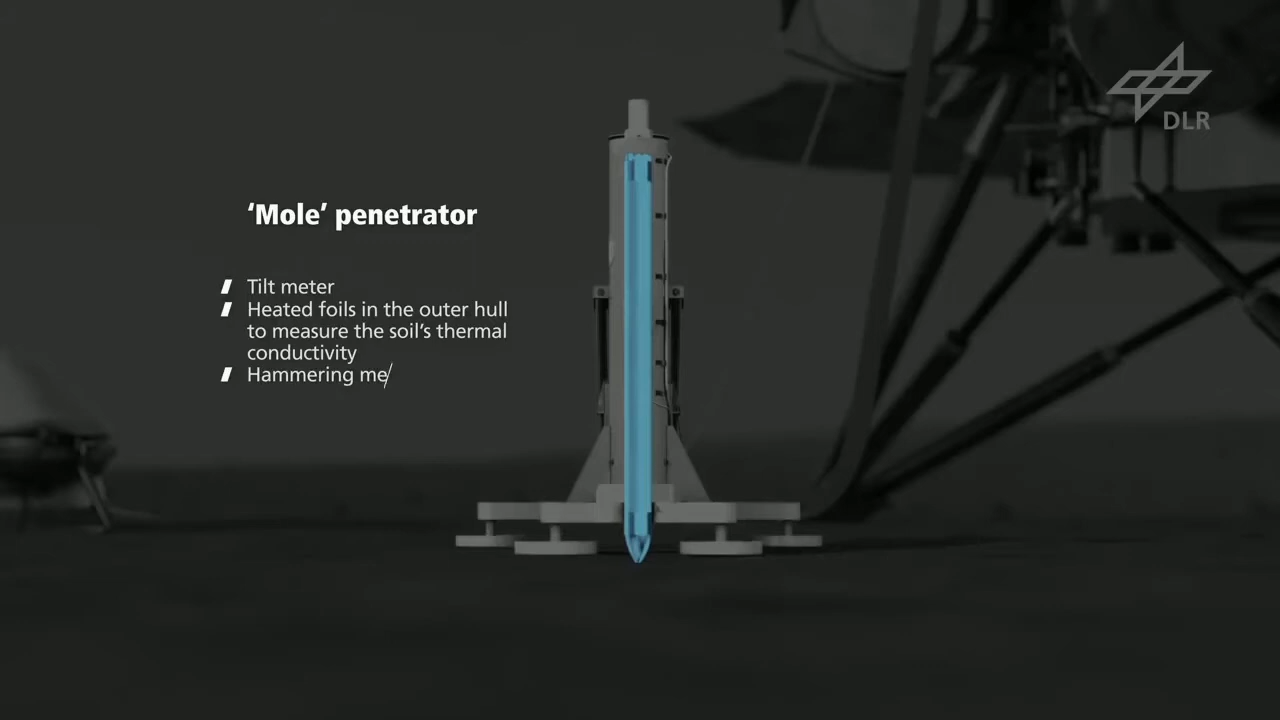 ‘Mole’ penetrator
Tilt meter
Heated foils in the outer hull
to measure the soil’s thermal
conductivity
Hammering me
DLR